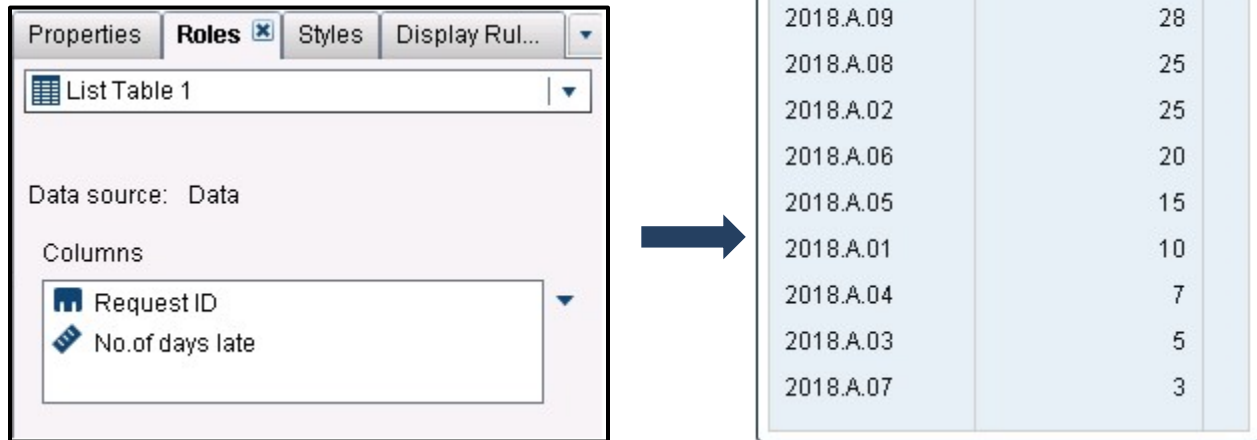 Properties Roles Styles Display Rul...
List Table 1
Data source: Data
Columns
Request ID
No.of days late
2018.A.09 28
2018.A.08 25
2018.A.02 25
2018.A.06 20
2018.A.05 15
2018.A.01 10
2018.A.04 7
2018.A.03 5
2018.A.07 3